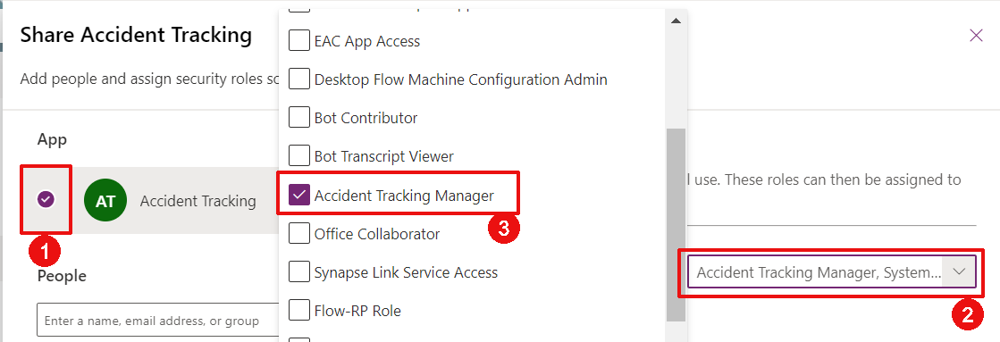 Share Accident Tracking
Add people and assign security roles so
App
AT
Accident Tracking
1
People
Enter a name, email address, or group
EAC App Access
Desktop Flow Machine Configuration Admin
Bot Contributor
Bot Transcript Viewer
Accident Tracking Manager
3
Office Collaborator
Synapse Link Service Access
Flow-RP Role
l use. These roles can then be assigned to
Accident Tracking Manager, System...
2